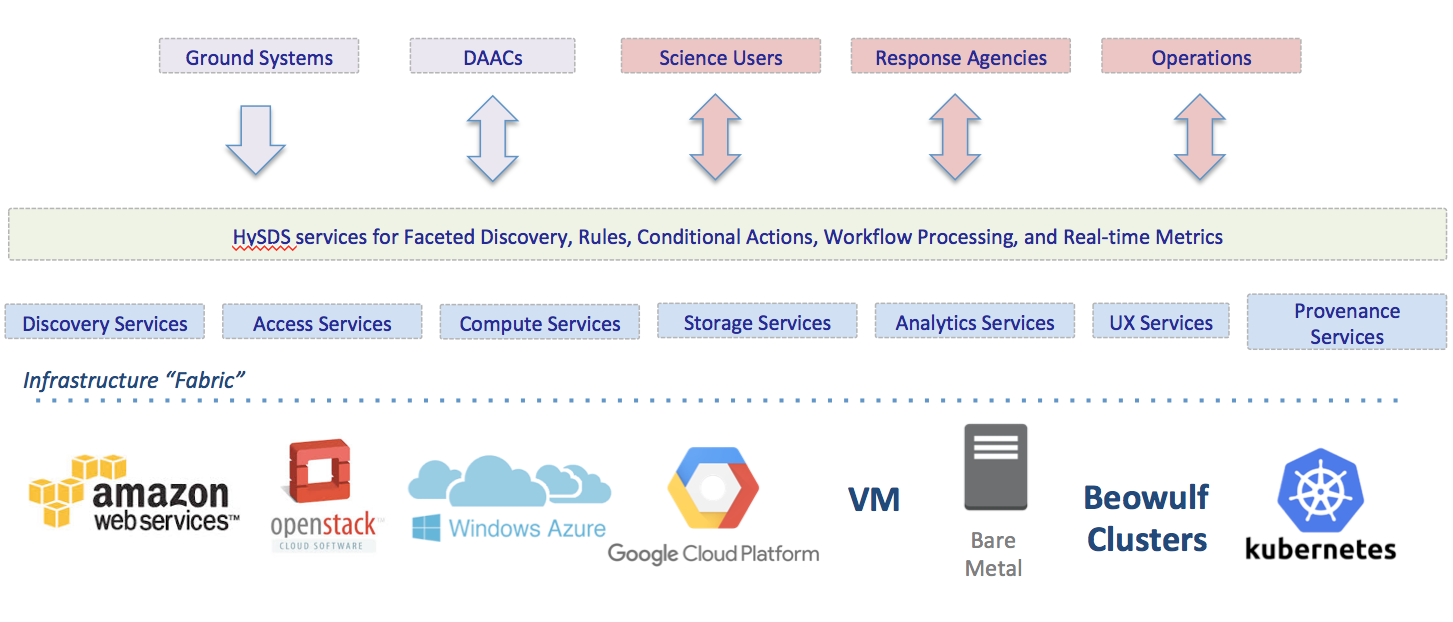 Ground Systems
DAACs
Science Users
Response Agencies
Operations
HySDS services for Faceted Discovery, Rules, Conditional Actions, Workflow Processing, and Real-time Metrics
Discovery Services
Access Services
Compute Services
Storage Services
Analytics Services
UX Services
Provenance
Services
Infrastructure “Fabric”
amazon
web services™
openstack™
CLOUD SOFTWARE
Windows Azure
Google Cloud Platform
VM
Bare
Metal
Beowulf
Clusters
kubernetes